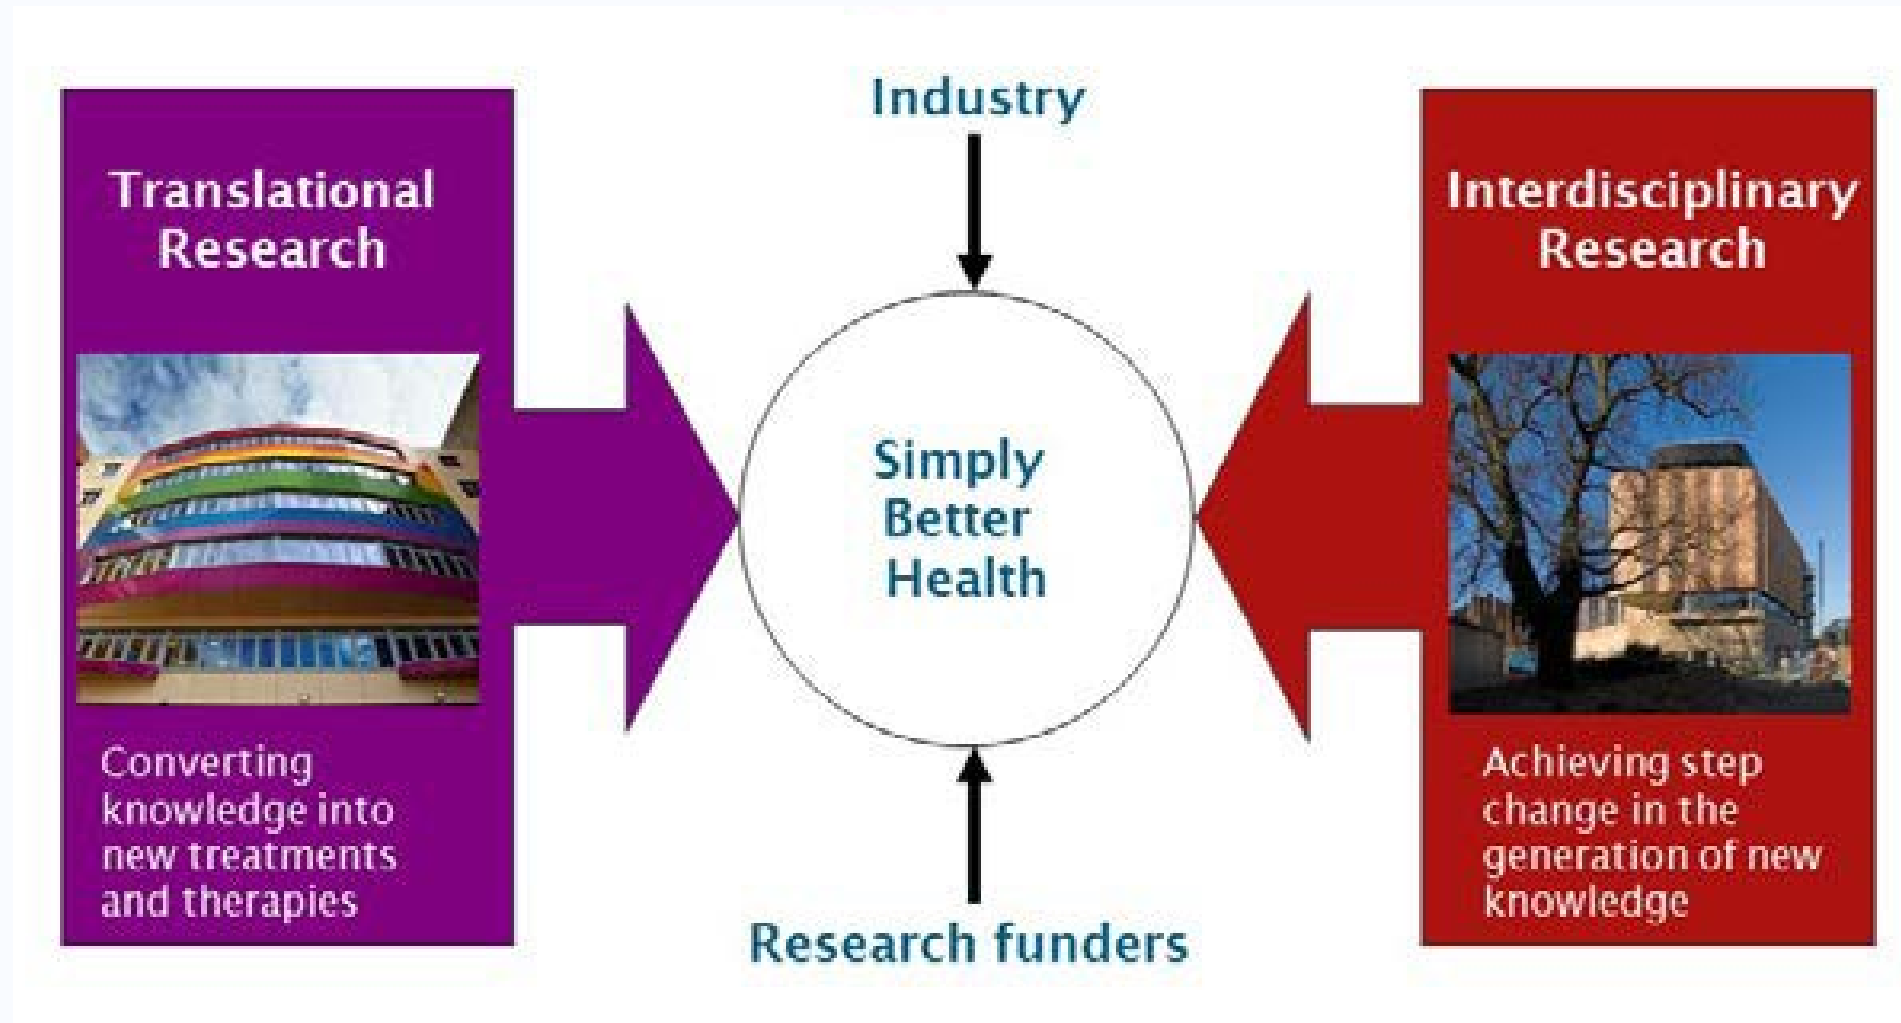 Industry
Translational
Research
Interdisciplinary
Research
Simply
Better
Health
Converting
knowledge into
new treatments
and therapies
Achieving step
change in the
generation of new
knowledge
Research funders